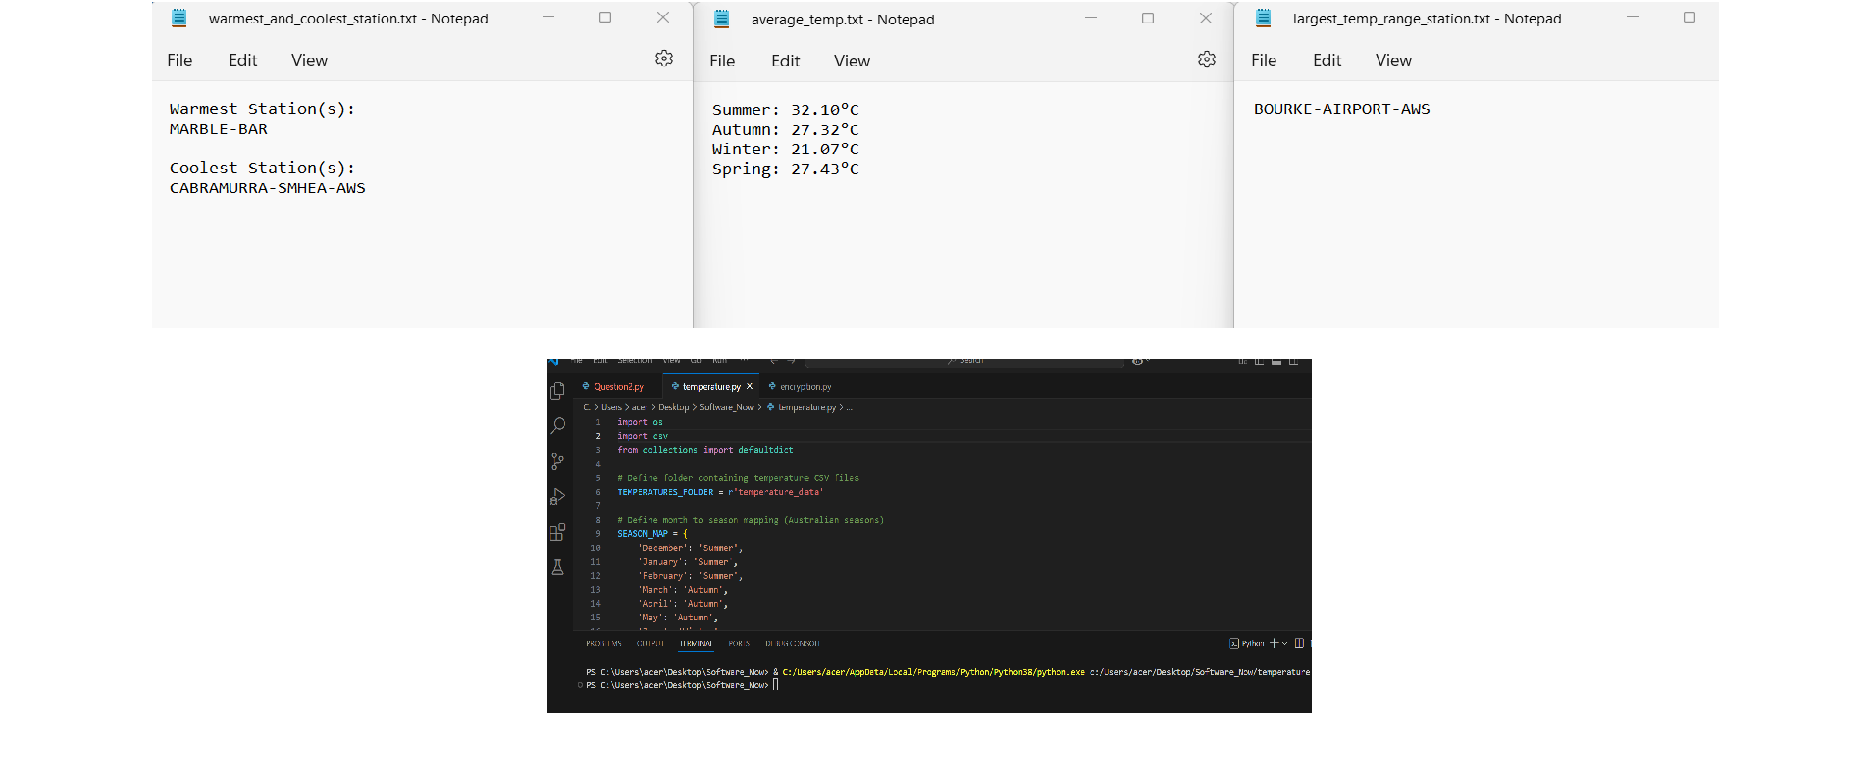 warmest_and_coolest_station.txt - Notepad
File Edit View
Warmest Station(s):
MARBLE-BAR
Coolest Station(s):
CABRAMURRA-SMHEA-AWS
average_temp.txt - Notepad
File Edit View
Summer: 32.10°C
Autumn: 27.32°C
Winter: 21.07°C
Spring: 27.43°C
largest_temp_range_station.txt - Notepad
File Edit View
BOURKE-AIRPORT-AWS
File Edit Selection View Go Run ... Search
Question2.py temperature.py X encryption.py
C: > Users > acer > Desktop > Software_Now > temperature.py > ...
1 import os
2 import csv
3 from collections import defaultdict
4
5 # Define folder containing temperature CSV files
6 TEMPERATURES_FOLDER = r"temperature_data"
7
8 # Define month to season mapping (Australian seasons)
9 SEASON_MAP = {
10 'December': 'Summer',
11 'January': 'Summer',
12 'February': 'Summer',
13 'March': 'Autumn',
14 'April': 'Autumn',
15 'May': 'Autumn',
PROBLEMS OUTPUT TERMINAL PORTS DEBUG CONSOLE Python
PS C:\Users\acer\Desktop\Software_Now> & C:/Users/acer/AppData/Local/Programs/Python/Python38/python.exe c:/Users/acer/Desktop/Software_Now/temperature
PS C:\Users\acer\Desktop\Software_Now>